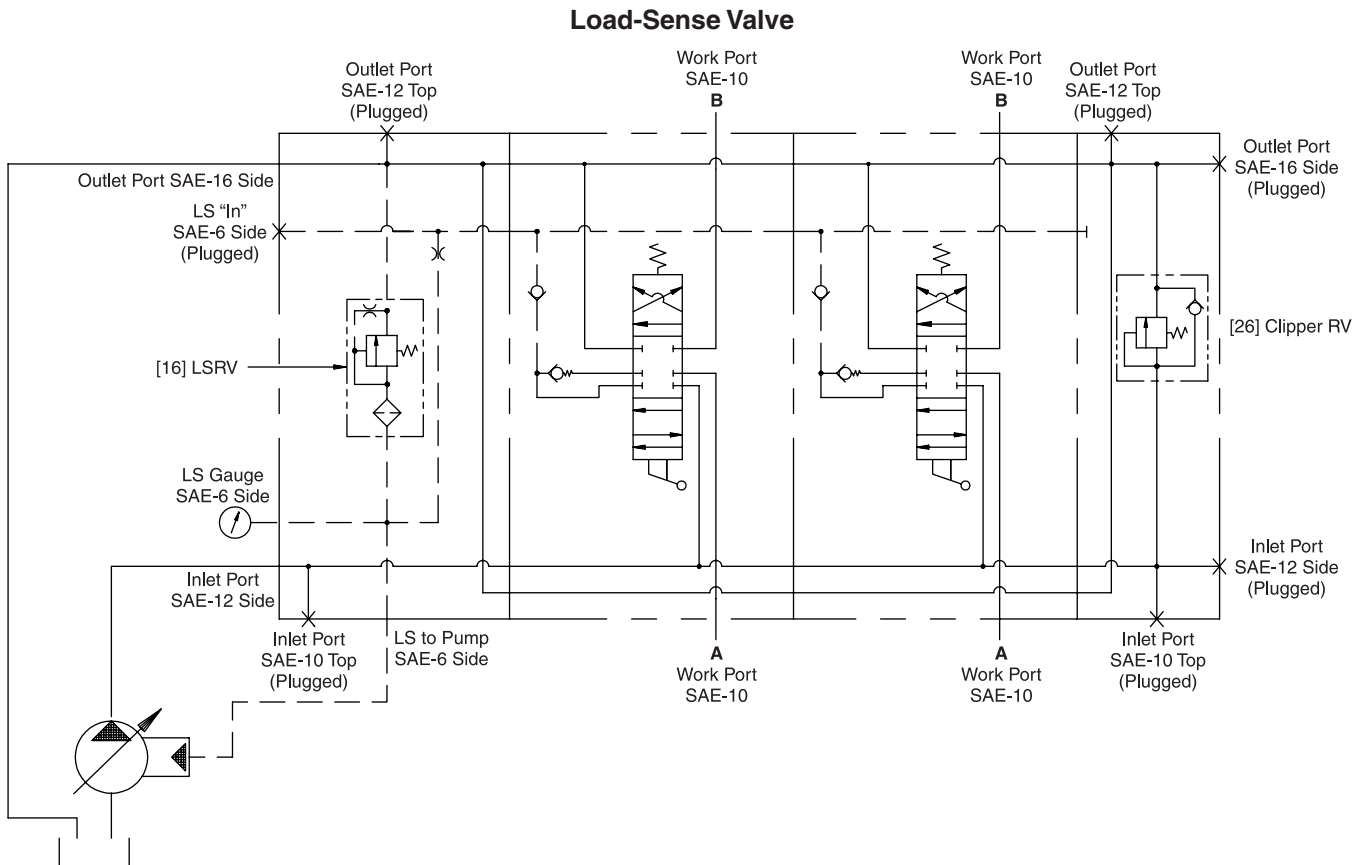 Load-Sense Valve
Outlet Port
SAE-12 Top
(Plugged)
Work Port
SAE-10
B
Work Port
SAE-10
B
Outlet Port
SAE-12 Top
(Plugged)
Outlet Port SAE-16 Side
Outlet Port
SAE-16 Side
(Plugged)
LS “In”
SAE-6 Side
(Plugged)
[16] LSRV
[26] Clipper RV
LS Gauge
SAE-6 Side
Inlet Port
SAE-12 Side
Inlet Port
SAE-12 Side
(Plugged)
Inlet Port
SAE-10 Top
(Plugged)
LS to Pump
SAE-6 Side
A
Work Port
SAE-10
A
Work Port
SAE-10
Inlet Port
SAE-10 Top
(Plugged)